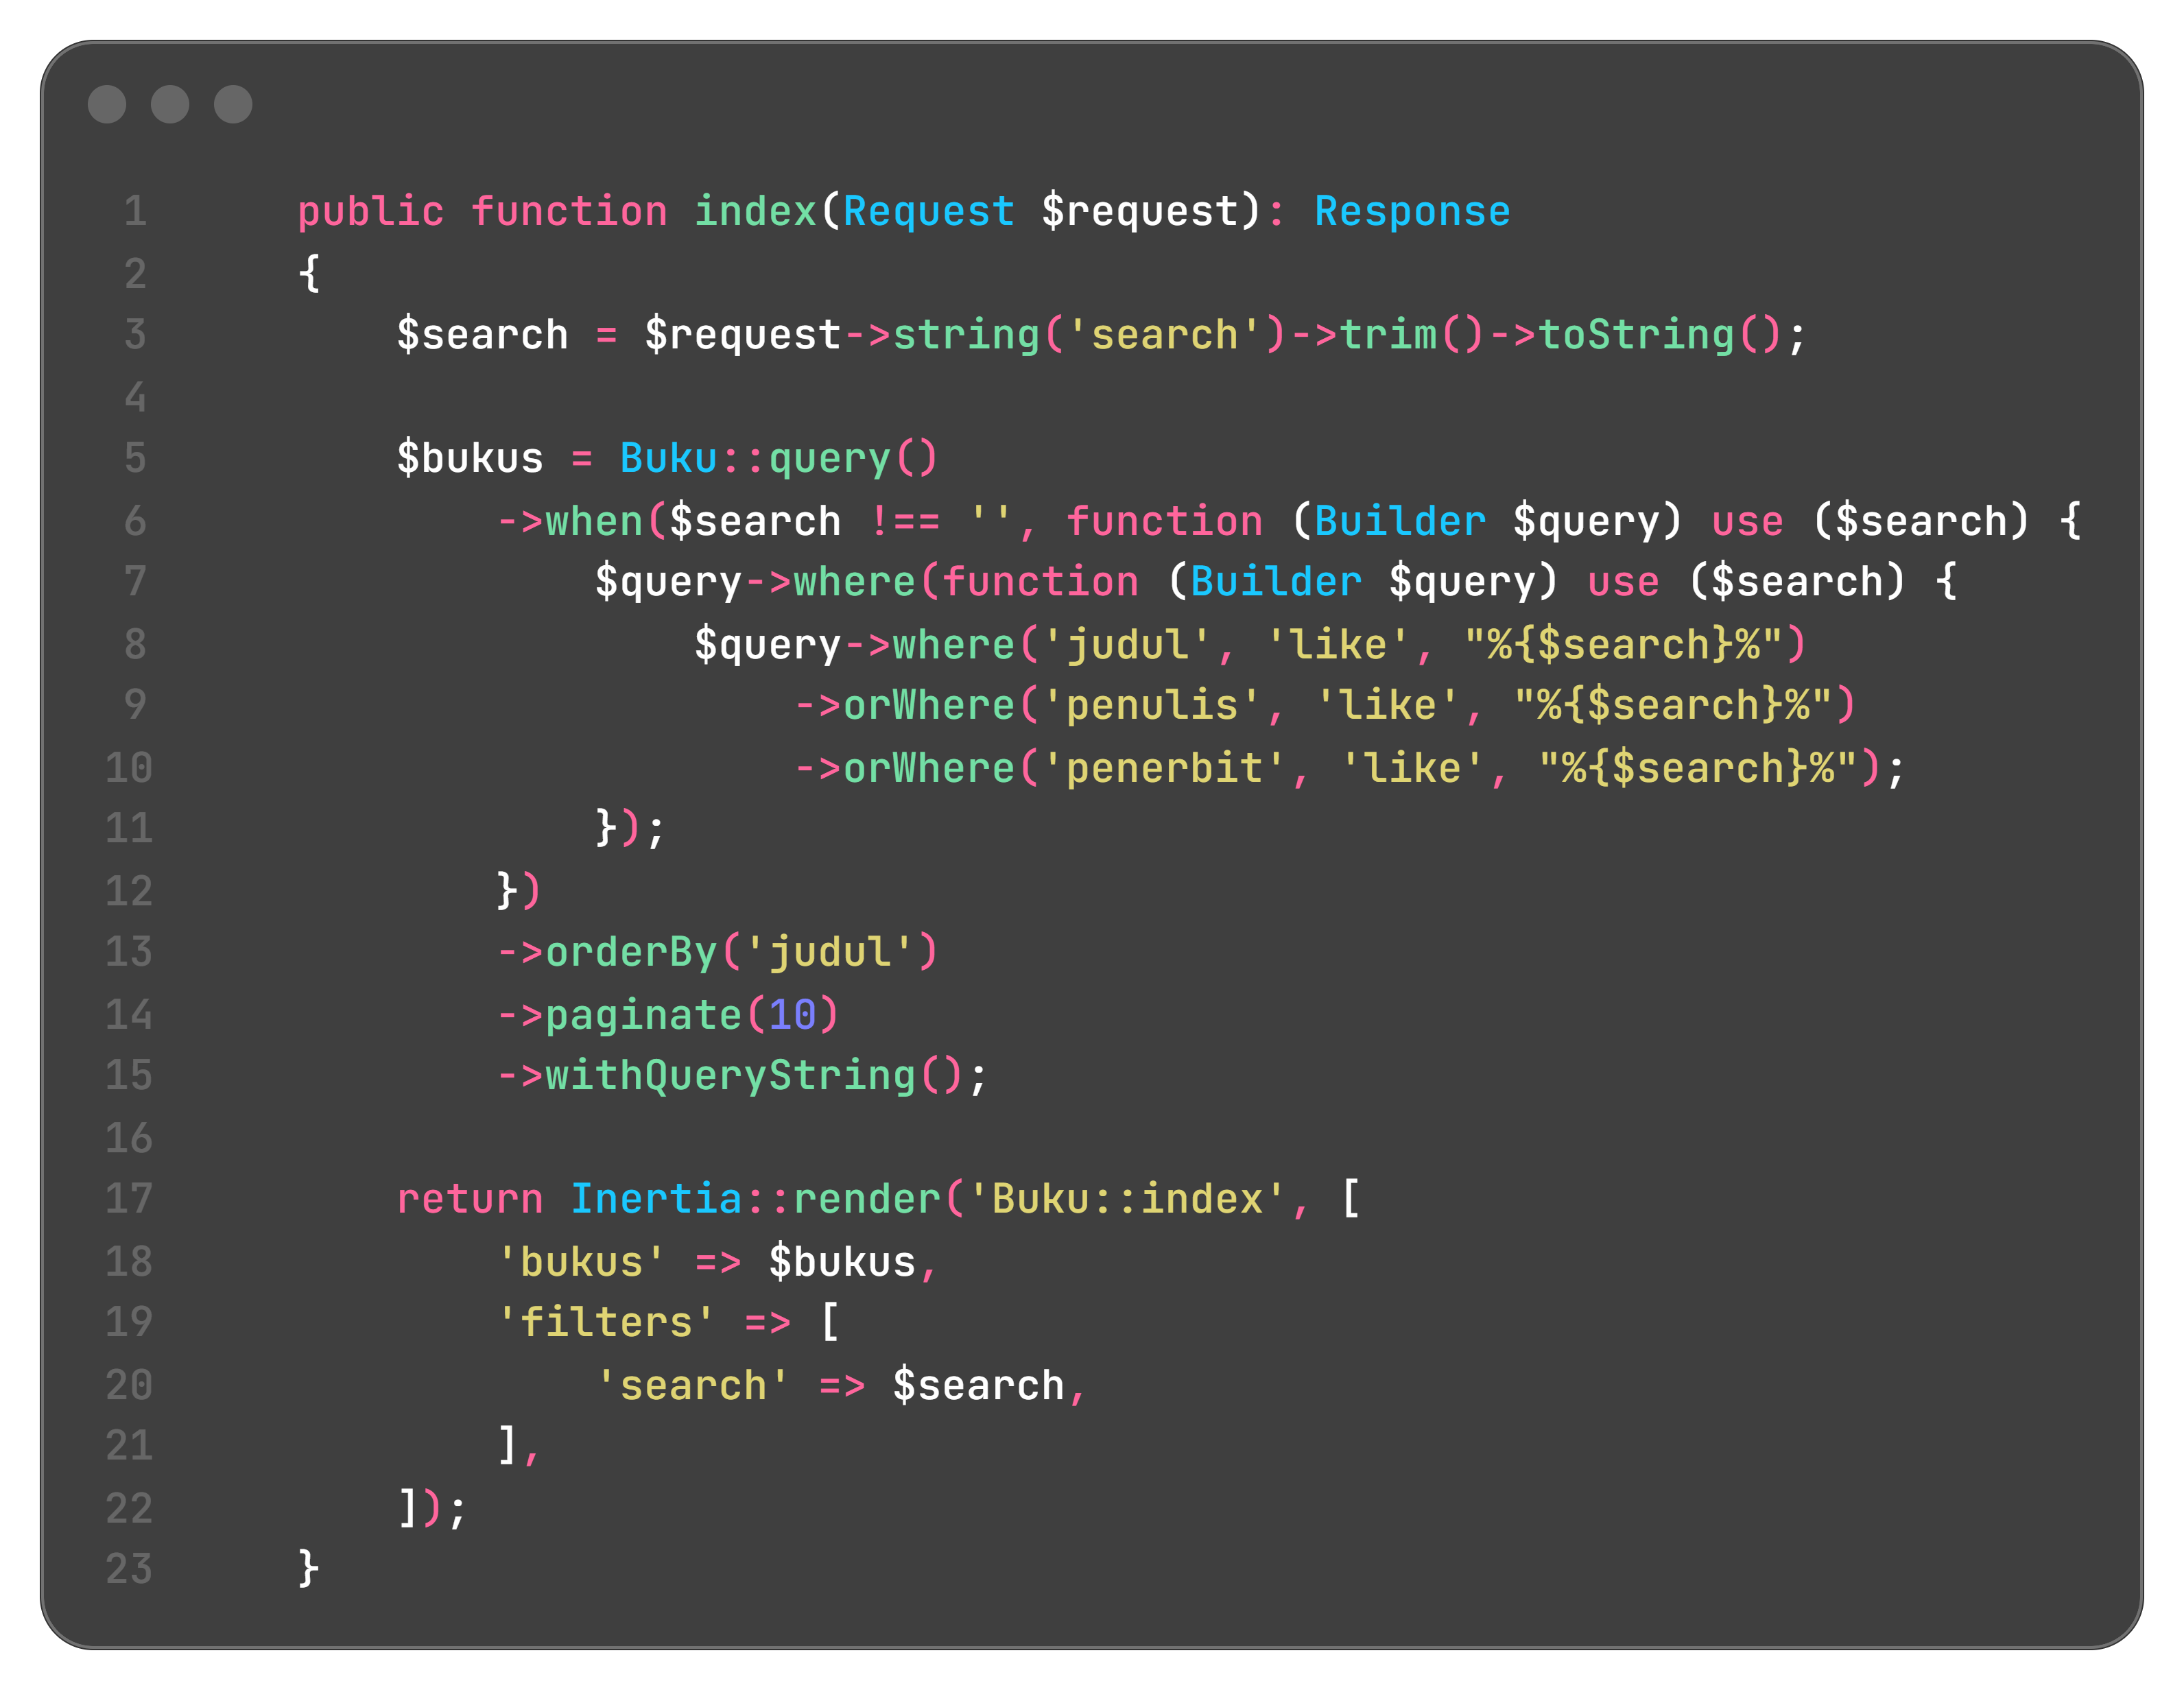 1 public function index(Request $request): Response
2 {
3 $search = $request->string('search')->trim()->toString();
4
5 $bukus = Buku::query()
6 ->when($search !== '', function (Builder $query) use ($search) {
7 $query->where(function (Builder $query) use ($search) {
8 $query->where('judul', 'like', "%{$search}%")
9 ->orWhere('penulis', 'like', "%{$search}%")
10 ->orWhere('penerbit', 'like', "%{$search}%");
11 });
12 })
13 ->orderBy('judul')
14 ->paginate(10)
15 ->withQueryString();
16
17 return Inertia::render('Buku::index', [
18 'bukus' => $bukus,
19 'filters' => [
20 'search' => $search,
21 ],
22 ]);
23 }